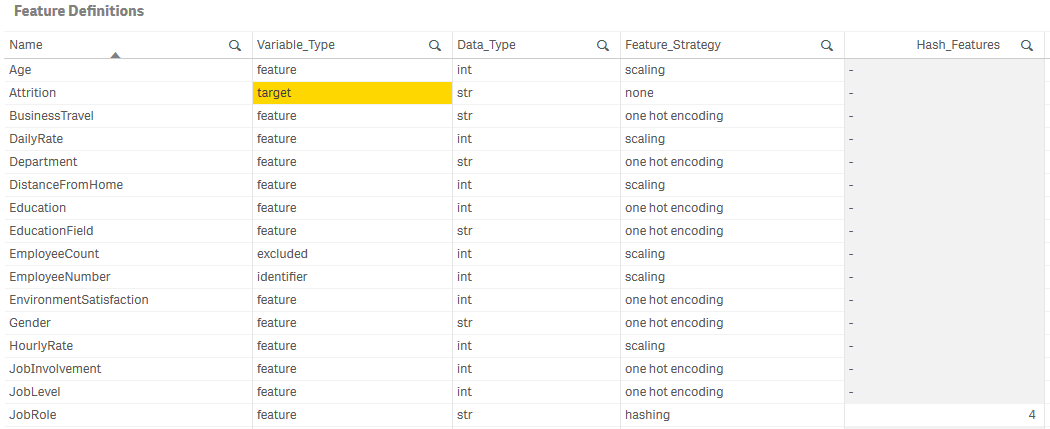 Feature Definitions
Name Variable_Type Data_Type Feature_Strategy Hash_Features
Age feature int scaling -
Attrition target str none -
BusinessTravel feature str one hot encoding -
DailyRate feature int scaling -
Department feature str one hot encoding -
DistanceFromHome feature int scaling -
Education feature int one hot encoding -
EducationField feature str one hot encoding -
EmployeeCount excluded int scaling -
EmployeeNumber identifier int scaling -
EnvironmentSatisfaction feature int one hot encoding -
Gender feature str one hot encoding -
HourlyRate feature int scaling -
JobInvolvement feature int one hot encoding -
JobLevel feature int one hot encoding -
JobRole feature str hashing 4